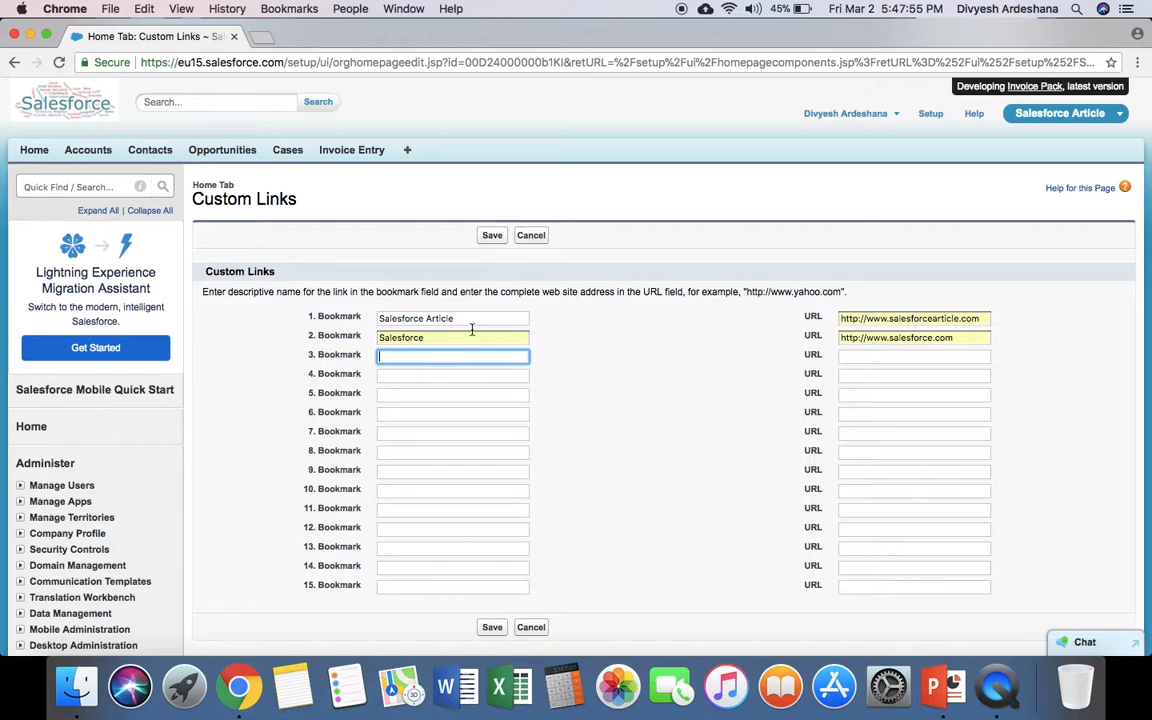 Chrome File Edit View History Bookmarks People Window Help 45% Fri Mar 2 5:47:55 PM Divyesh Ardeshana
Home Tab: Custom Links ~ Sa
Secure https://eu15.salesforce.com/setup/ui/orghomepageedit.jsp?id=00D24000000b1KI&retURL=%2Fsetup%2Fui%2Fhomepagecomponents.jsp%3FretURL%3D%252Fui%252Fsetup%252FS...
Developing Invoice Pack, latest version
Salesforce Search... Search
Divyesh Ardeshana Setup Help Salesforce Article
Home Accounts Contacts Opportunities Cases Invoice Entry +
Quick Find / Search... i
Expand All | Collapse All
Lightning Experience
Migration Assistant
Switch to the modern, intelligent
Salesforce.
Get Started
Salesforce Mobile Quick Start
Home
Administer
Manage Users
Manage Apps
Manage Territories
Company Profile
Security Controls
Domain Management
Communication Templates
Translation Workbench
Data Management
Mobile Administration
Desktop Administration
Home Tab
Custom Links
Help for this Page ?
Save Cancel
Custom Links
Enter descriptive name for the link in the bookmark field and enter the complete web site address in the URL field, for example, "http://www.yahoo.com".
1. Bookmark Salesforce Article URL http://www.salesforcearticle.com
2. Bookmark Salesforce URL http://www.salesforce.com
3. Bookmark URL
4. Bookmark URL
5. Bookmark URL
6. Bookmark URL
7. Bookmark URL
8. Bookmark URL
9. Bookmark URL
10. Bookmark URL
11. Bookmark URL
12. Bookmark URL
13. Bookmark URL
14. Bookmark URL
15. Bookmark URL
Save Cancel
Chat